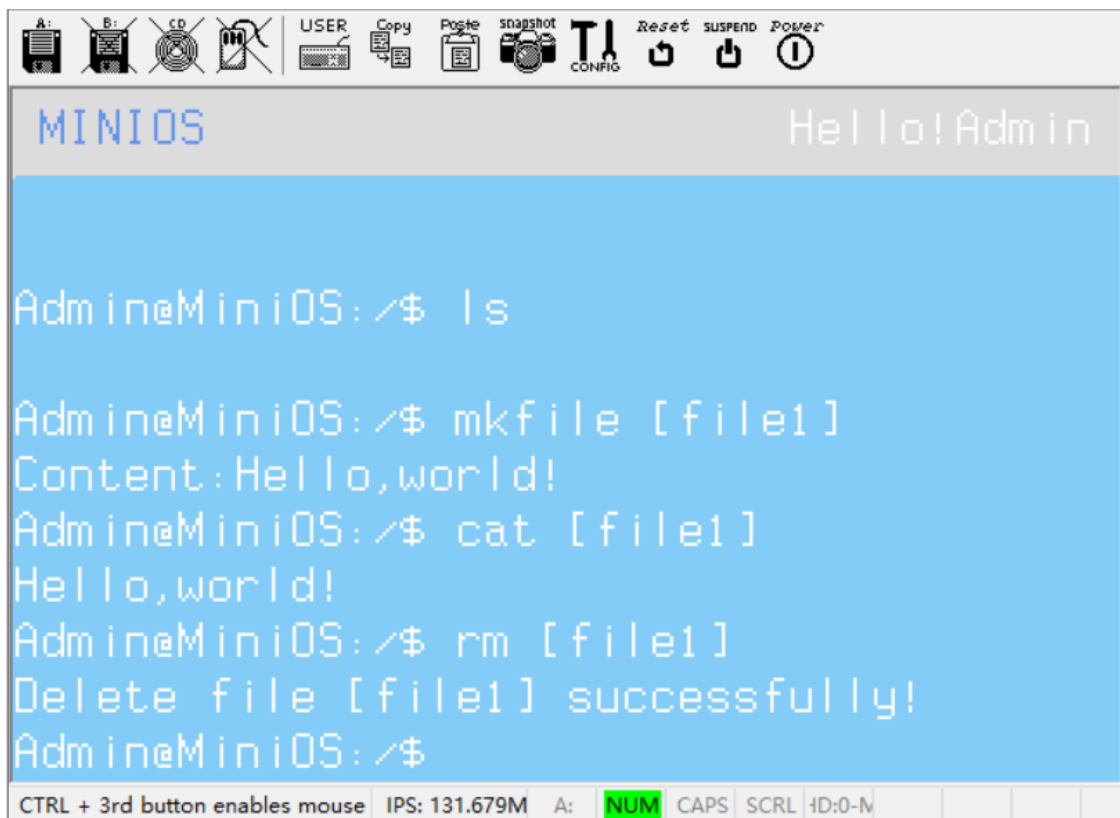 A: B: CD USER Copy Paste snapshot CONFIG Reset SUSPEND Power
MINIOS Hello!Admin
Admin@MiniOS:/$ ls
Admin@MiniOS:/$ mkfile [file1]
Content:Hello,world!
Admin@MiniOS:/$ cat [file1]
Hello,world!
Admin@MiniOS:/$ rm [file1]
Delete file [file1] successfully!
Admin@MiniOS:/$
CTRL + 3rd button enables mouse IPS: 131.679M A: NUM CAPS SCRL HD:0-M